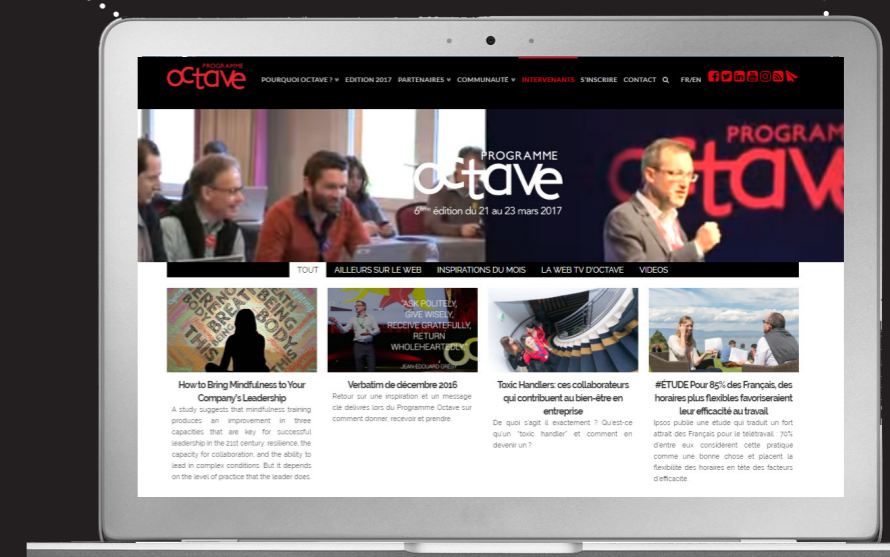 PROGRAMME
octave
POURQUOI OCTAVE ? EDITION 2017 PARTENAIRES COMMUNAUTÉ INTERVENANTS S'INSCRIRE CONTACT FR/EN
PROGRAMME
octave
6ème édition du 21 au 23 mars 2017
PROGRAM
octave
TOUT AILLEURS SUR LE WEB INSPIRATIONS DU MOIS LA WEB TV D'OCTAVE VIDEOS
"ASK POLITELY,
GIVE WISELY,
RECEIVE GRATEFULLY,
RETURN
WHOLEHEARTEDLY."
How to Bring Mindfulness to Your
Company's Leadership
A study suggests that mindfulness training
produces an improvement in three
capacities that are key for successful
leadership in the 21st century: resilience, the
capacity for collaboration, and the ability to
lead in complex conditions. But it depends
on the level of practice that the leader does
Verbatim de décembre 2016
Retour sur une inspiration et un message
clé délivrés lors du Programme Octave sur
comment donner, recevoir et prendre.
Toxic Handlers: ces collaborateurs
qui contribuent au bien-être en
entreprise
De quoi s'agit il exactement ? Qu'est-ce
qu'un "toxic handler" et comment en
devenir un ?
#ÉTUDE Pour 85% des Français, des
horaires plus flexibles favoriseraient
leur efficacité au travail
Ipsos publie une étude qui traduit un fort
attrait des Français pour le télétravail : 70%
d'entre eux considèrent cette pratique
comme une bonne chose et placent la
flexibilité des horaires en tête des facteurs
d'efficacité.